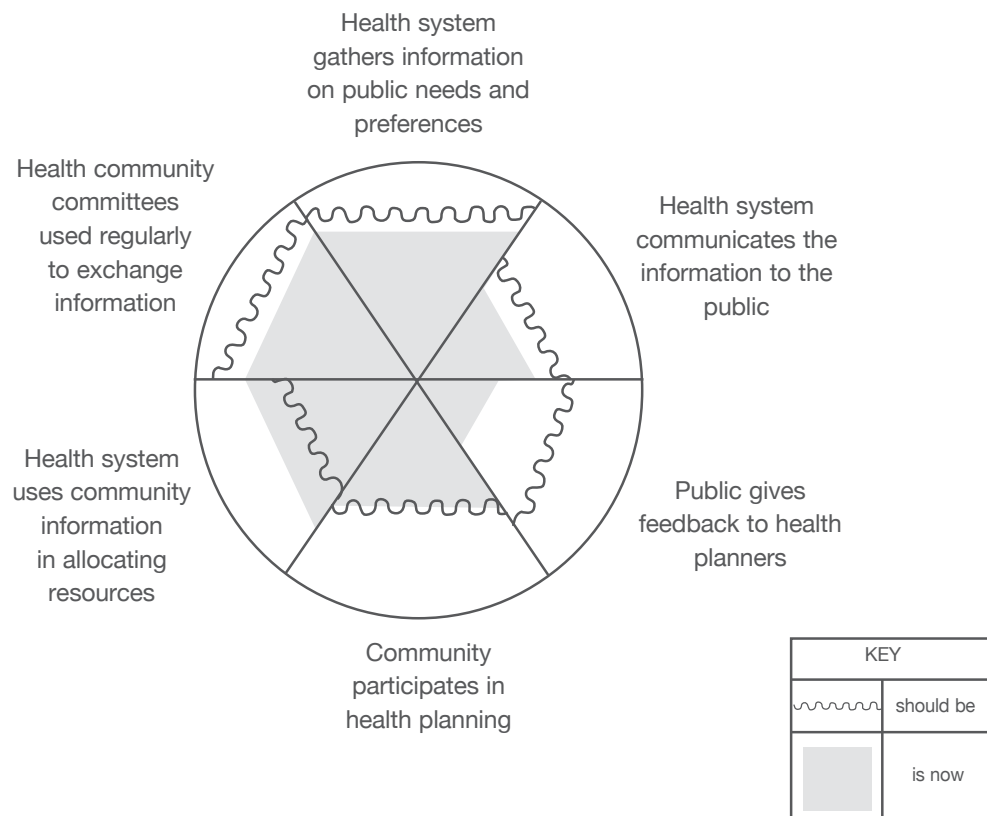 Health system
gathers information
on public needs and
preferences
Health community
committees
used regularly
to exchange
information
Health system
communicates the
information to the
public
Health system
uses community
information
in allocating
resources
Public gives
feedback to health
planners
Community
participates in
health planning
KEY
should be
is now